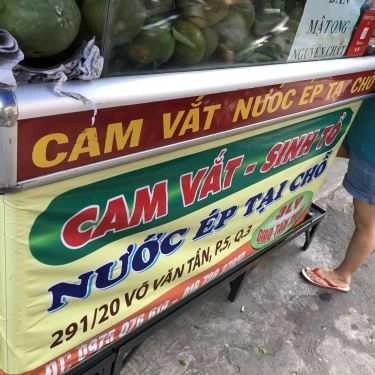 BÁN
MẬT ONG
NGUYÊN CHẤT
CAM VẮT NƯỚC ÉP TẠI CHỖ
CAM VẮT - SINH TỐ
NƯỚC ÉP TẠI CHỖ
291/20 VÕ VĂN TẦN, P.5, Q.3